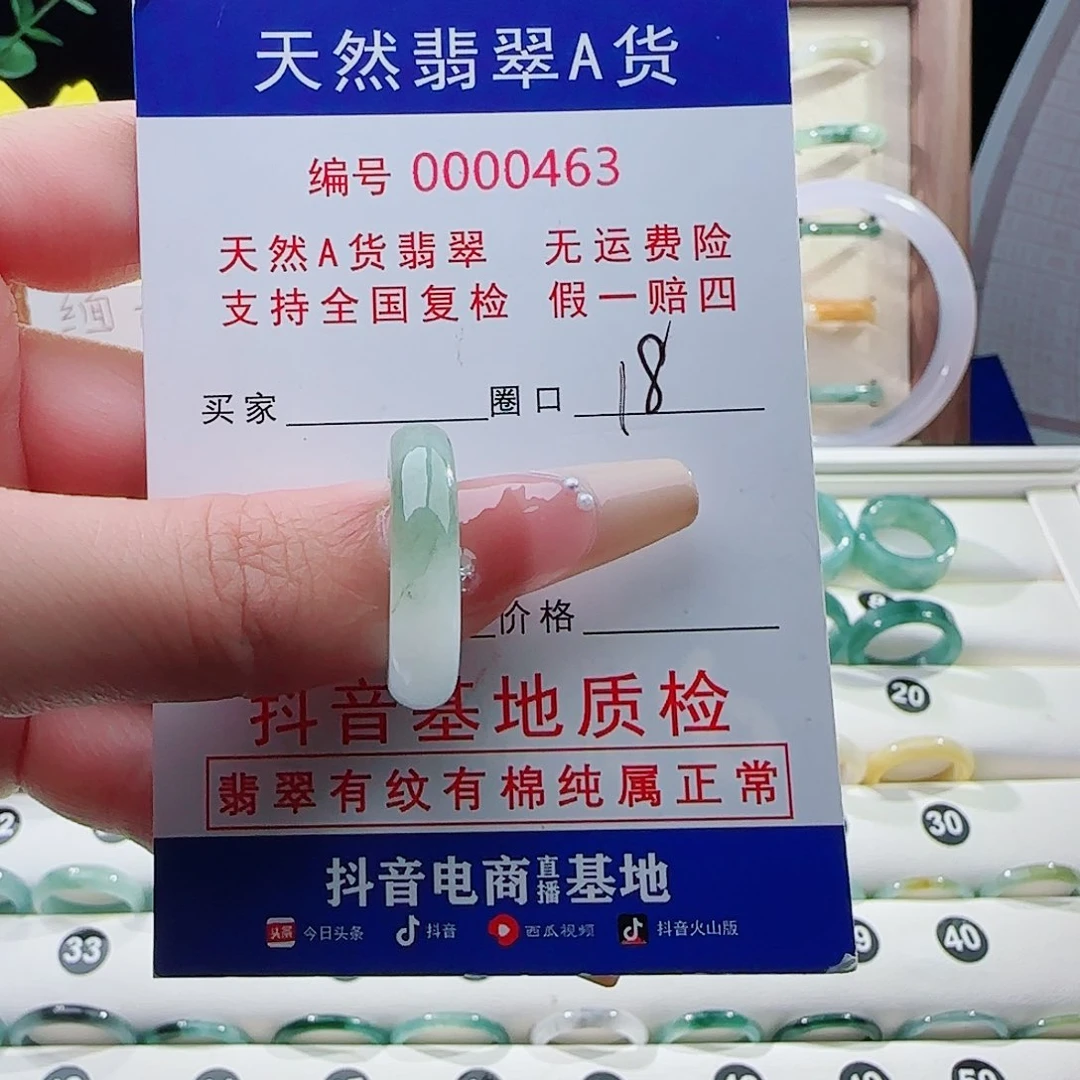 天然翡翠A货
编号 0000463
天然A货翡翠 无运费险
支持全国复检 假一赔四
缅
买家 圈口 18
价格
抖音基地质检
翡翠有纹有棉纯属正常
抖音电商直播基地
头条 今日头条 抖音 西瓜视频 抖音火山版
20
30
33
40
50